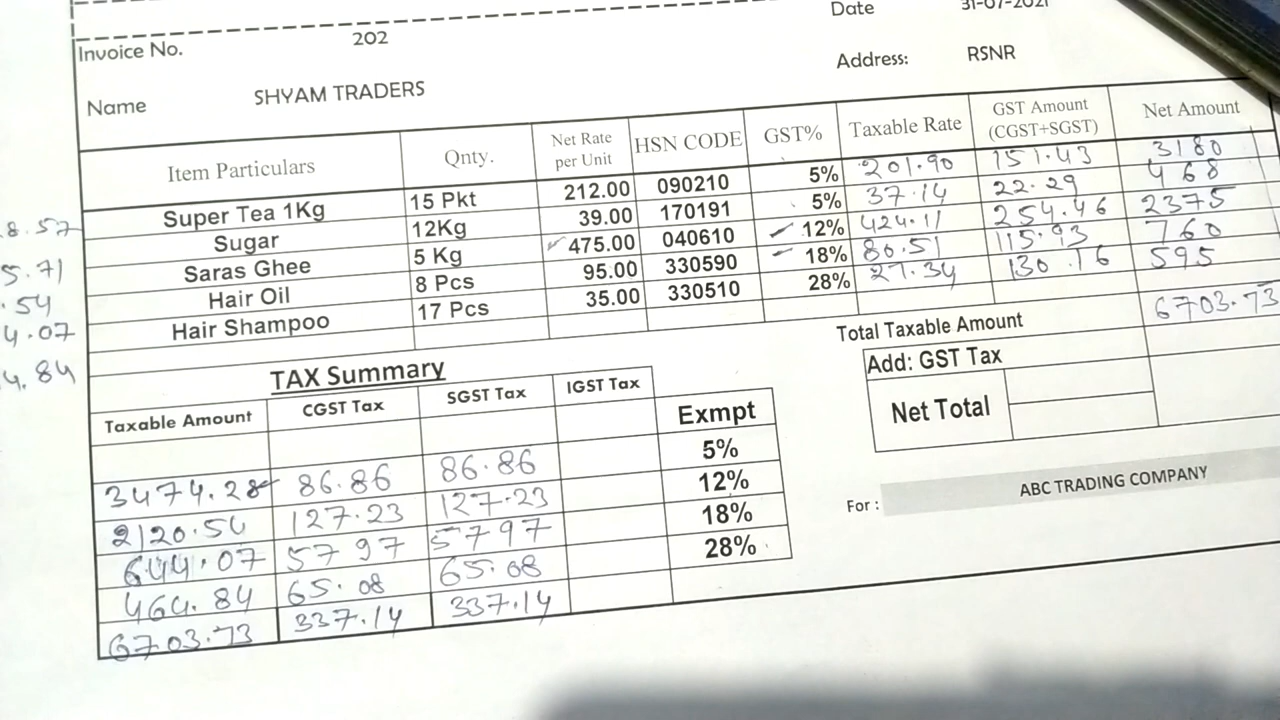 Date 31-07-2021
Invoice No. 202
Address: RSNR
Name SHYAM TRADERS
Item Particulars Qnty. Net Rate per Unit HSN CODE GST% Taxable Rate GST Amount (CGST+SGST) Net Amount
Super Tea 1Kg 15 Pkt 212.00 090210 5% 201.90 151.43 3180
Sugar 12Kg 39.00 170191 5% 37.14 22.29 468
Saras Ghee 5 Kg 475.00 040610 12% 424.11 254.46 2375
Hair Oil 8 Pcs 95.00 330590 18% 80.51 115.93 760
Hair Shampoo 17 Pcs 35.00 330510 28% 27.34 130.16 595
8.57
5.71
.54
4.07
4.84
Total Taxable Amount 6703.73
Add: GST Tax
Net Total
TAX Summary
Taxable Amount CGST Tax SGST Tax IGST Tax
Exmpt
3474.28 86.86 86.86 5%
2120.54 127.23 127.23 12%
644.07 57 97 57 97 18%
464.84 65.08 65.08 28%
6703.73 337.14 337.14
For : ABC TRADING COMPANY